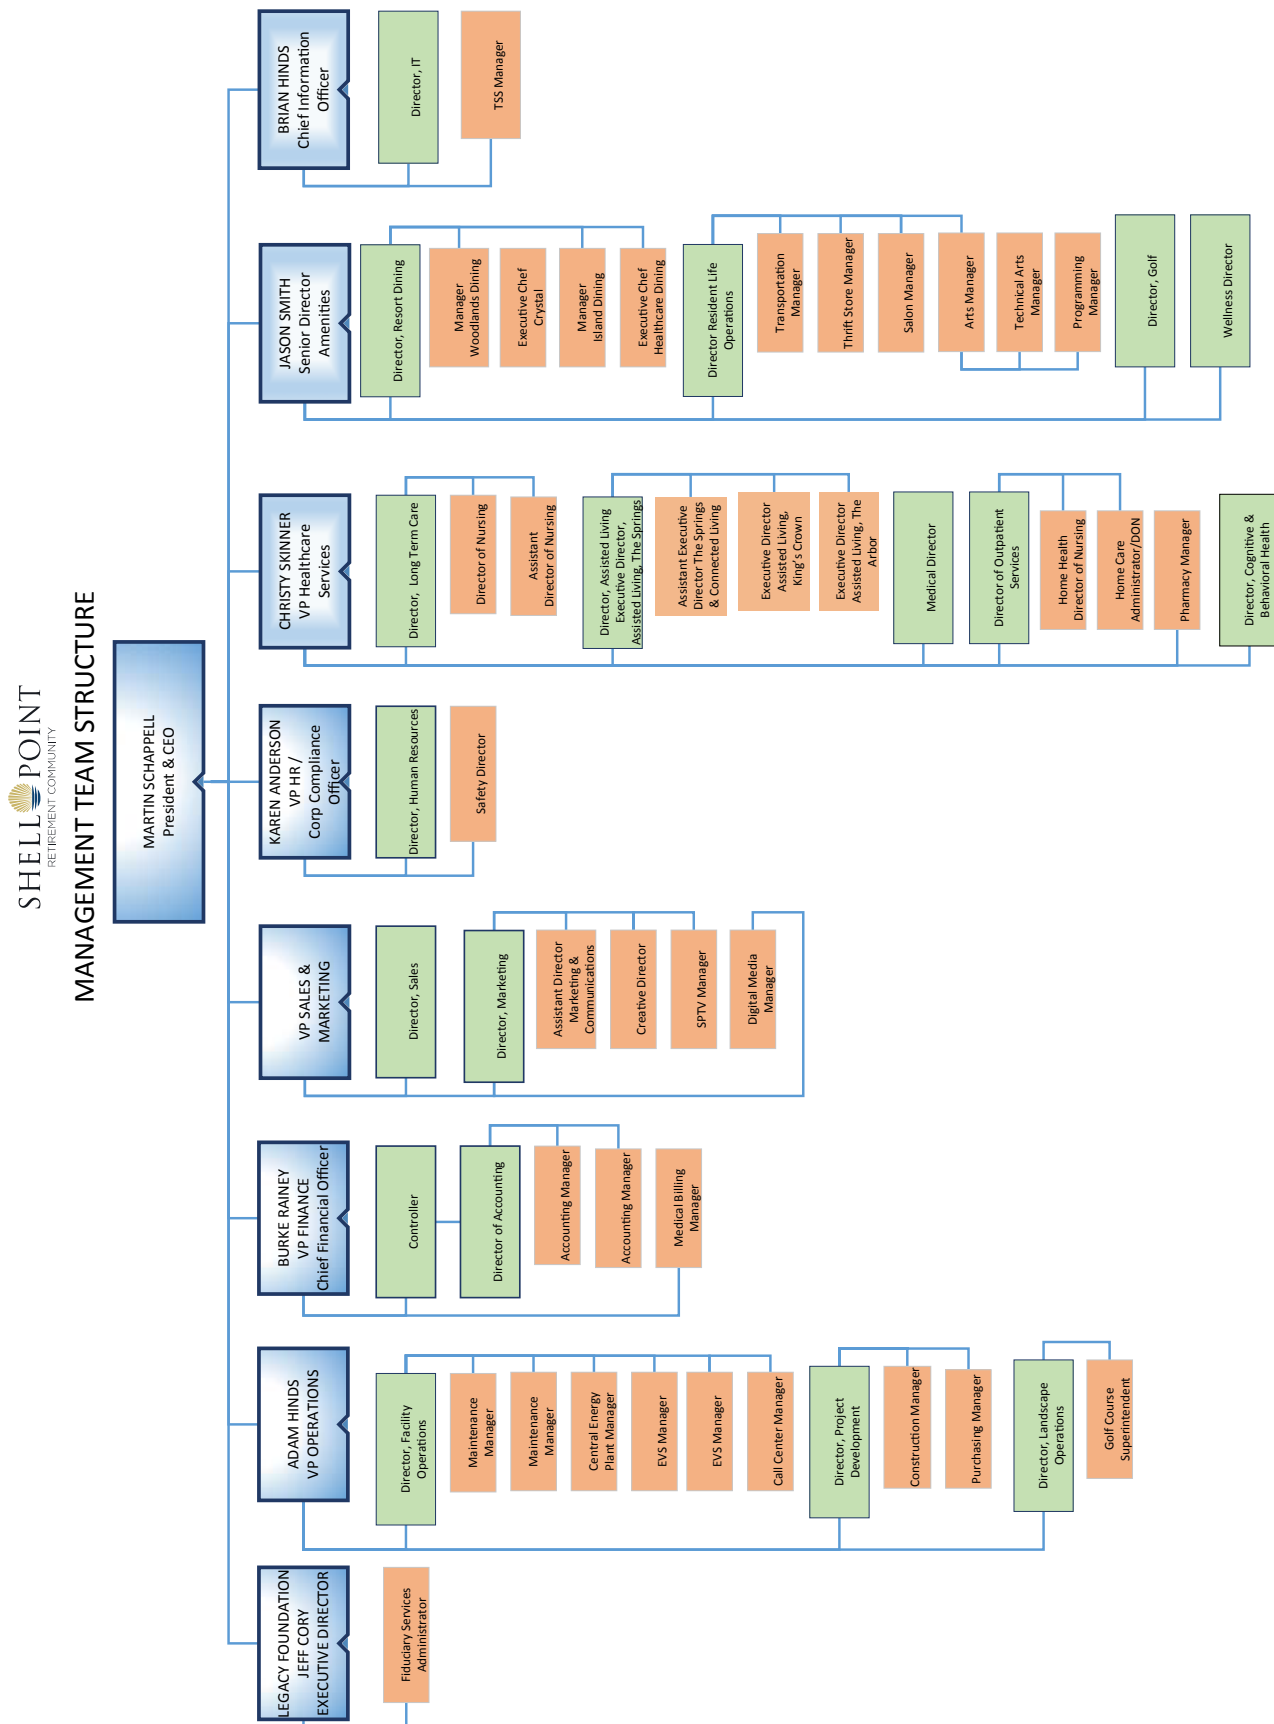 SHELL POINT
RETIREMENT COMMUNITY
MANAGEMENT TEAM STRUCTURE
MARTIN SCHAPPELL
President & CEO
LEGACY FOUNDATION
JEFF CORY
EXECUTIVE DIRECTOR
Fiduciary Services
Administrator
ADAM HINDS
VP OPERATIONS
Director, Facility
Operations
Maintenance
Manager
Maintenance
Manager
Central Energy
Plant Manager
EVS Manager
EVS Manager
Call Center Manager
Director, Project
Development
Construction Manager
Purchasing Manager
Director, Landscape
Operations
Golf Course
Superintendent
BURKE RAINEY
VP FINANCE
Chief Financial Officer
Controller
Director of Accounting
Accounting Manager
Accounting Manager
Medical Billing
Manager
VP SALES &
MARKETING
Director, Sales
Director, Marketing
Assistant Director
Marketing &
Communications
Creative Director
SPTV Manager
Digital Media
Manager
KAREN ANDERSON
VP HR /
Corp Compliance
Officer
Director, Human Resources
Safety Director
CHRISTY SKINNER
VP Healthcare
Services
Director, Long Term Care
Director of Nursing
Assistant
Director of Nursing
Director, Assisted Living
Executive Director,
Assisted Living, The Springs
Assistant Executive
Director The Springs
& Connected Living
Executive Director
Assisted Living,
King's Crown
Executive Director
Assisted Living, The
Arbor
Medical Director
Director of Outpatient
Services
Home Health
Director of Nursing
Home Care
Administrator/DON
Pharmacy Manager
Director, Cognitive &
Behavioral Health
JASON SMITH
Senior Director
Amenities
Director, Resort Dining
Manager
Woodlands Dining
Executive Chef
Crystal
Manager
Island Dining
Executive Chef
Healthcare Dining
Director Resident Life
Operations
Transportation
Manager
Thrift Store Manager
Salon Manager
Arts Manager
Technical Arts
Manager
Programming
Manager
Director, Golf
Wellness Director
BRIAN HINDS
Chief Information
Officer
Director, IT
TSS Manager